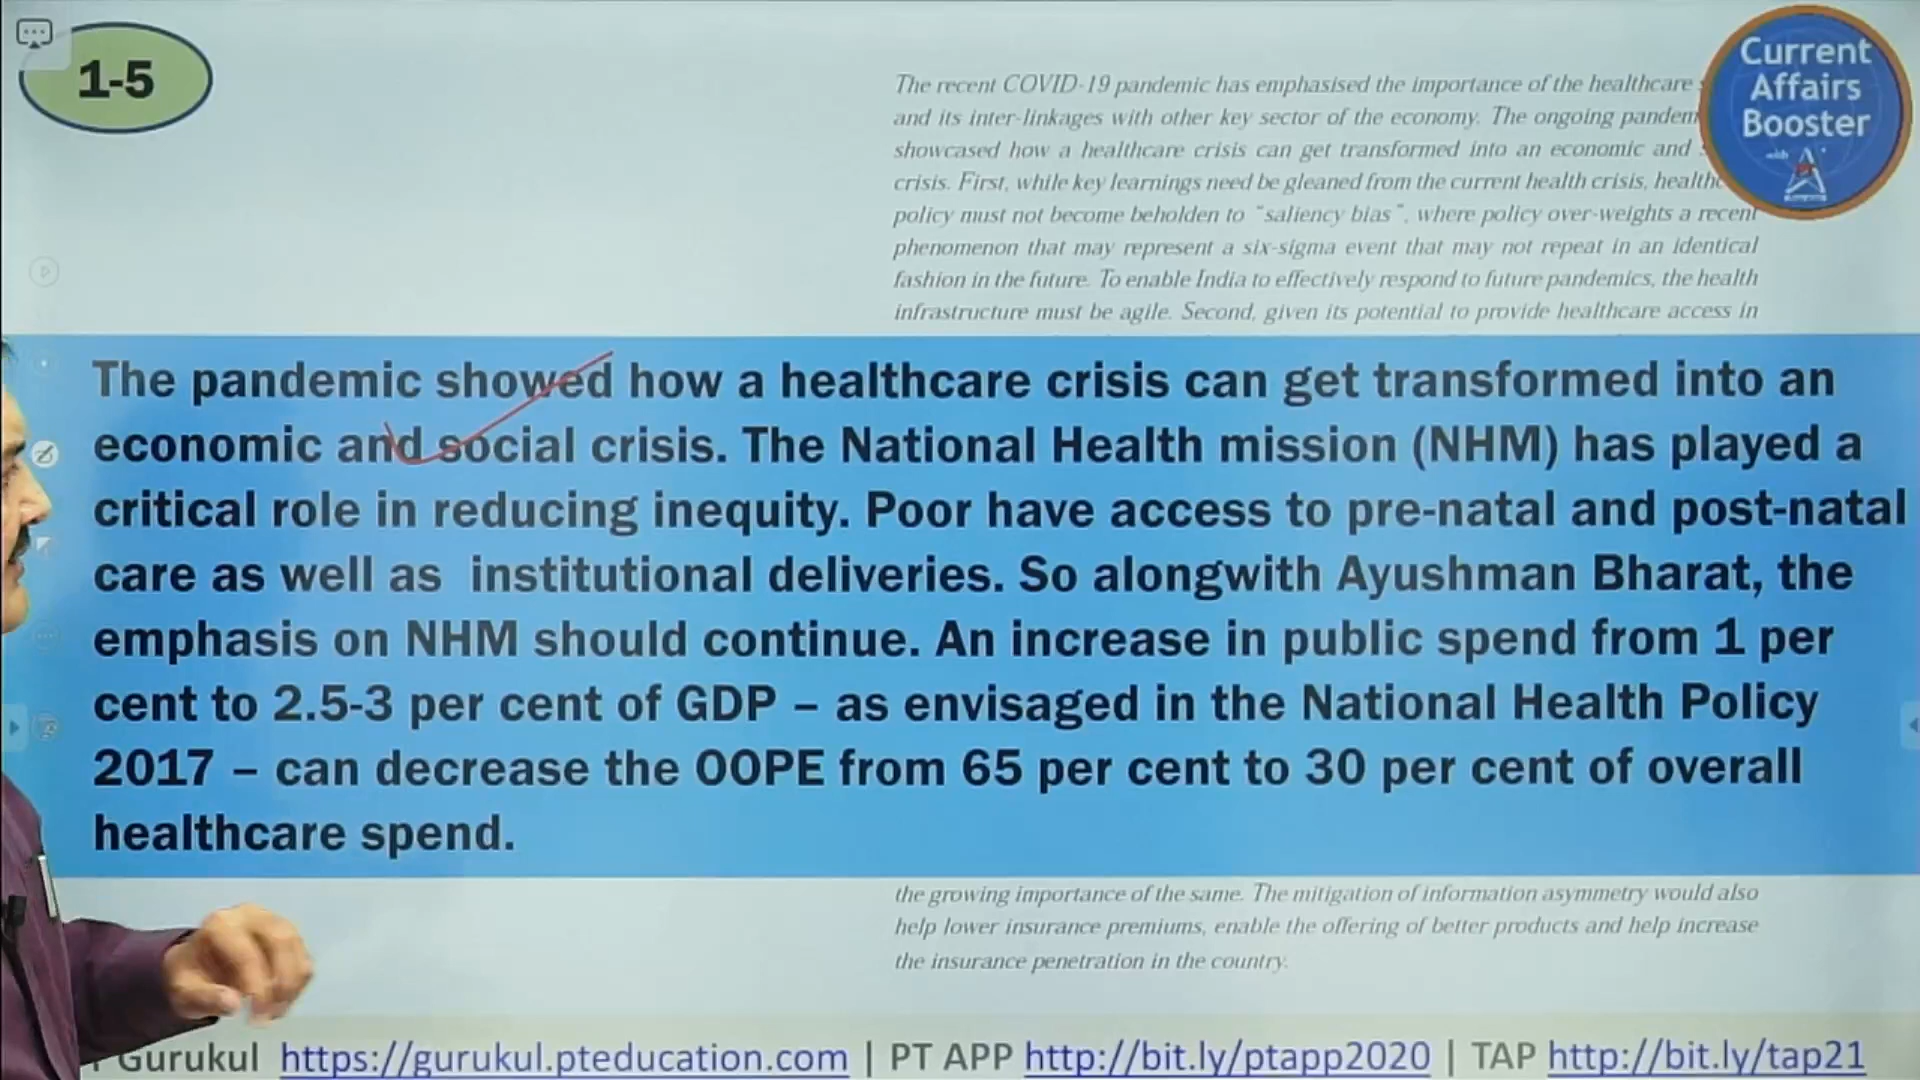 1-5
Current
Affairs
Booster
with
The recent COVID-19 pandemic has emphasised the importance of the healthcare
and its inter-linkages with other key sector of the economy. The ongoing pandem
showcased how a healthcare crisis can get transformed into an economic and
crisis. First, while key learnings need be gleaned from the current health crisis, healthc
policy must not become beholden to "saliency bias", where policy over-weights a recent
phenomenon that may represent a six-sigma event that may not repeat in an identical
fashion in the future. To enable India to effectively respond to future pandemics, the health
infrastructure must be agile. Second, given its potential to provide healthcare access in
The pandemic showed how a healthcare crisis can get transformed into an
economic and social crisis. The National Health mission (NHM) has played a
critical role in reducing inequity. Poor have access to pre-natal and post-natal
care as well as institutional deliveries. So alongwith Ayushman Bharat, the
emphasis on NHM should continue. An increase in public spend from 1 per
cent to 2.5-3 per cent of GDP – as envisaged in the National Health Policy
2017 – can decrease the OOPE from 65 per cent to 30 per cent of overall
healthcare spend.
the growing importance of the same. The mitigation of information asymmetry would also
help lower insurance premiums, enable the offering of better products and help increase
the insurance penetration in the country.
Gurukul https://gurukul.pteducation.com | PT APP http://bit.ly/ptapp2020 | TAP http://bit.ly/tap21